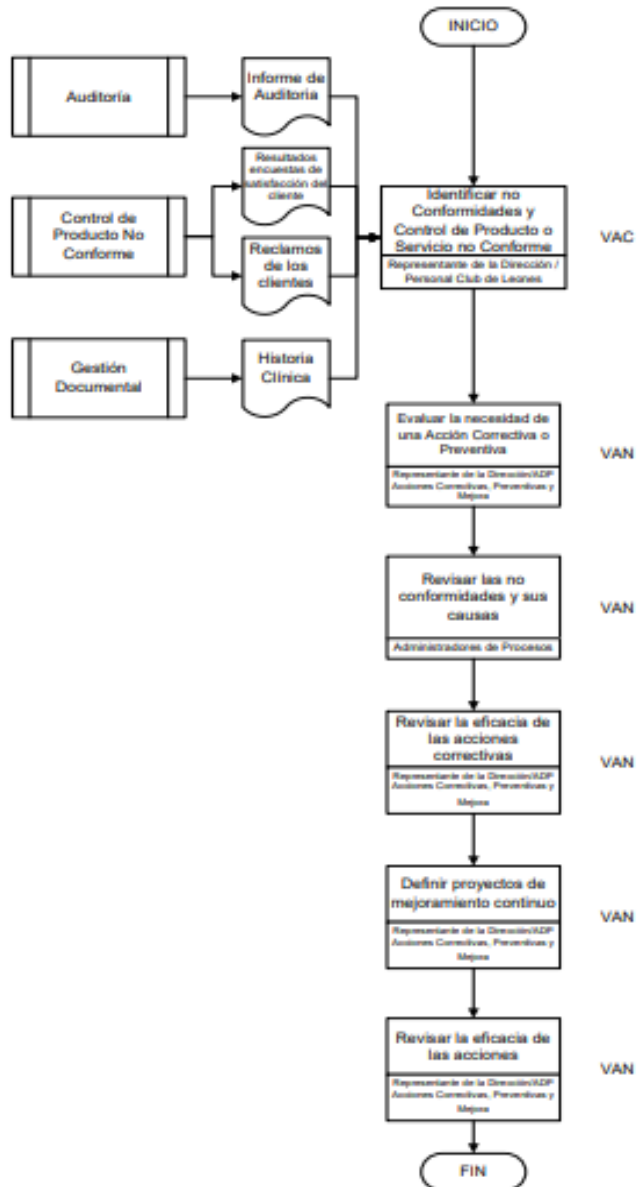 INICIO
Auditoría
Informe de
Auditoria
Control de
Producto No
Conforme
Resultados
encuestas de
satisfacción del
cliente
Reclamos
de los
clientes
Gestión
Documental
Historia
Clínica
Identificar no
Conformidades y
Control de Producto o
Servicio no Conforme
Representante de la Dirección /
Personal Club de Leones
VAC
Evaluar la necesidad de
una Acción Correctiva o
Preventiva
Representante de la Dirección/ADP
Acciones Correctivas, Preventivas y
Mejora
VAN
Revisar las no
conformidades y sus
causas
Administradores de Procesos
VAN
Revisar la eficacia de
las acciones
correctivas
Representante de la Dirección/ADP
Acciones Correctivas, Preventivas y
Mejora
VAN
Definir proyectos de
mejoramiento continuo
Representante de la Dirección/ADP
Acciones Correctivas, Preventivas y
Mejora
VAN
Revisar la eficacia de
las acciones
Representante de la Dirección/ADP
Acciones Correctivas, Preventivas y
Mejora
VAN
FIN